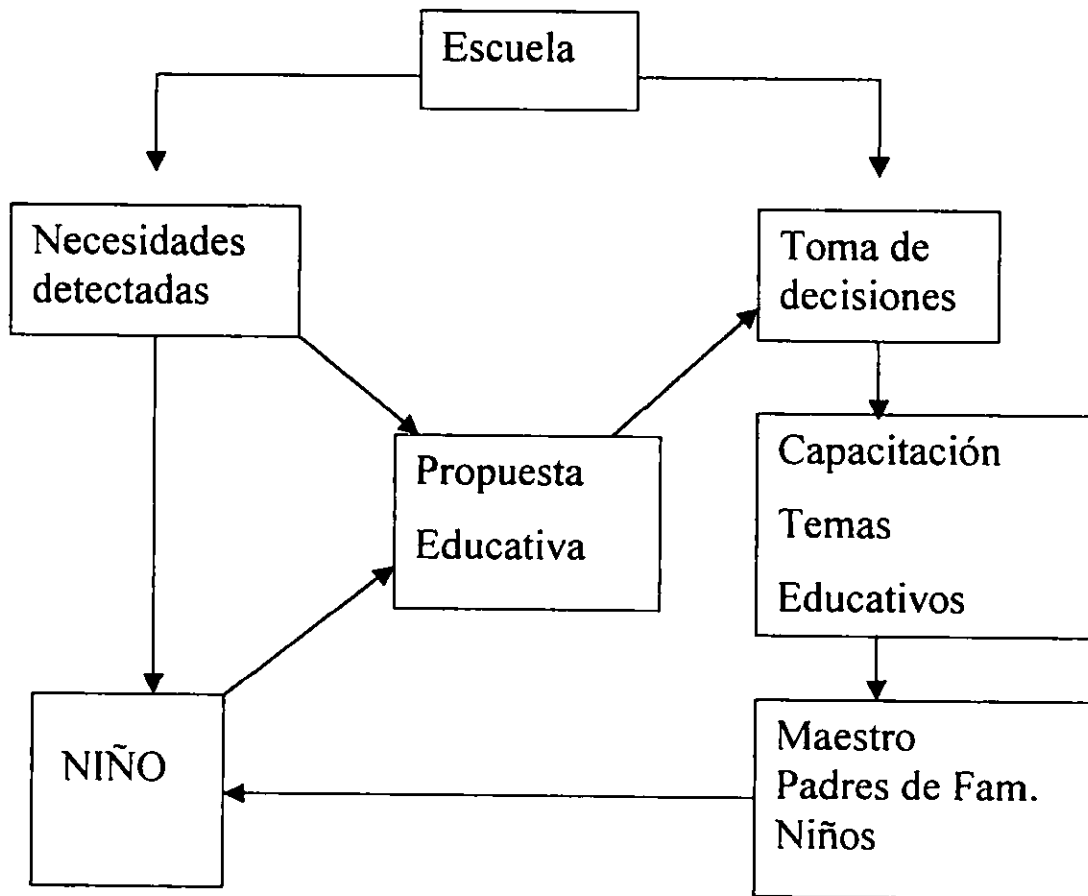 Escuela
Necesidades
detectadas
Toma de
decisiones
Propuesta
Educativa
Capacitación
Temas
Educativos
NIÑO
Maestro
Padres de Fam.
Niños